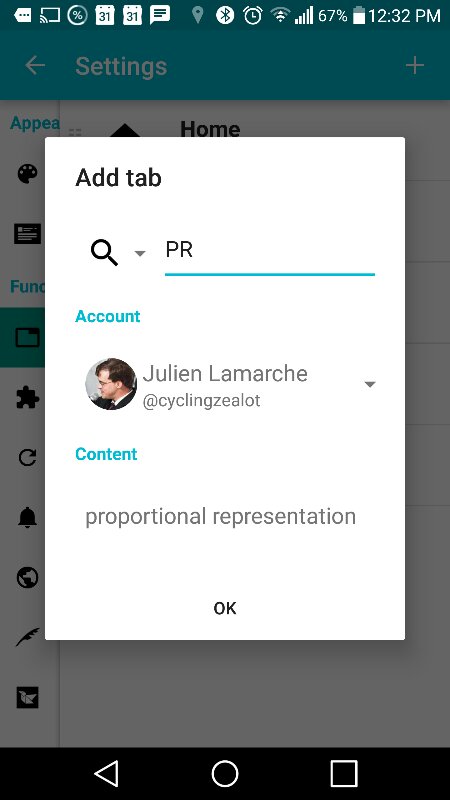 31 31 67% 12:32 PM
Settings
Appea
Home
Add tab
PR
Account
Func
Julien Lamarche
@cyclingzealot
Content
proportional representation
OK